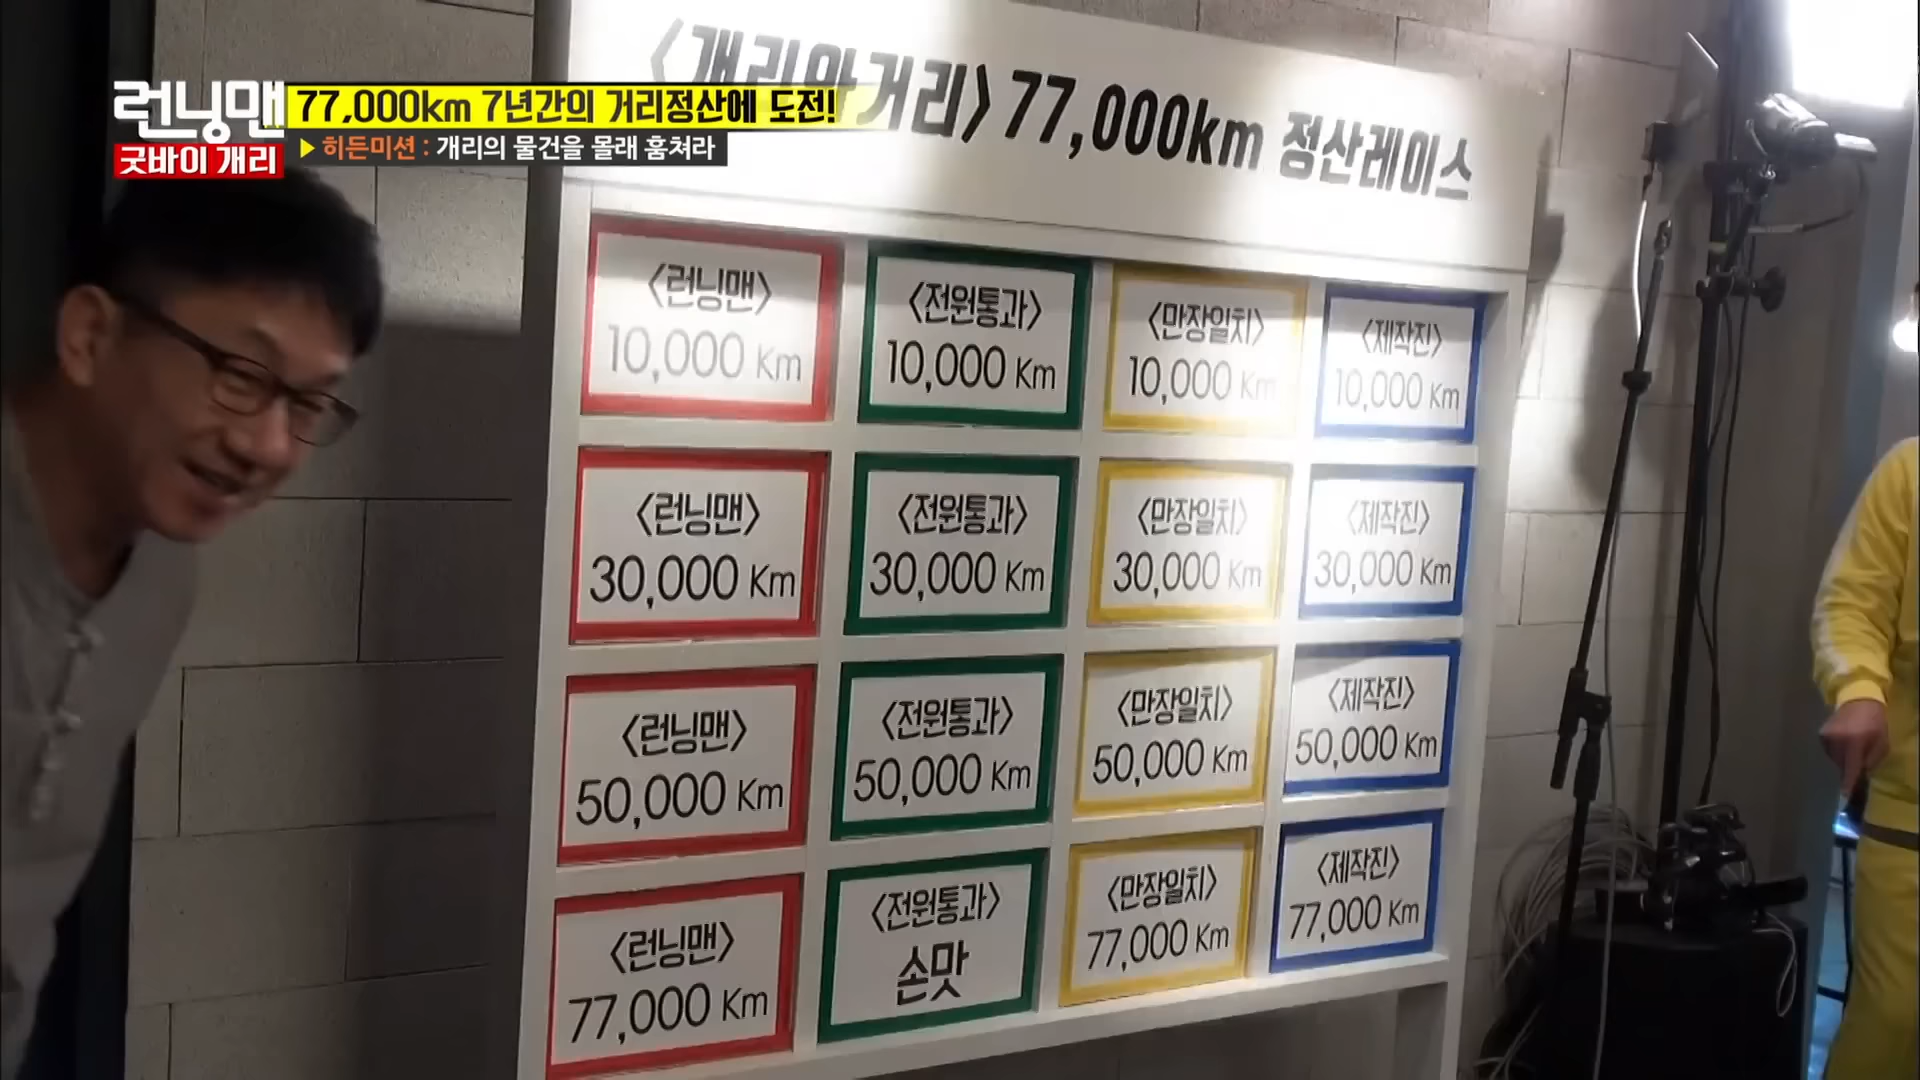 런닝맨
굿바이 개리
77,000km 7년간의 거리정산에 도전!
▶히든미션 : 개리의 물건을 몰래 훔쳐라
<개리와 거리> 77,000km 정산레이스
<런닝맨>
10,000 Km
<전원통과>
10,000 Km
<만장일치>
10,000 Km
<제작진>
10,000 Km
<런닝맨>
30,000 Km
<전원통과>
30,000 Km
<만장일치>
30,000 Km
<제작진>
30,000 Km
<런닝맨>
50,000 Km
<전원통과>
50,000 Km
<만장일치>
50,000 Km
<제작진>
50,000 Km
<런닝맨>
77,000 Km
<전원통과>
손맛
<만장일치>
77,000 Km
<제작진>
77,000 Km